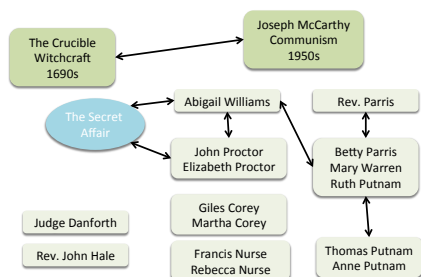 The Crucible
Witchcraft
1690s
Joseph McCarthy
Communism
1950s
The Secret
Affair
Abigail Williams
Rev. Parris
John Proctor
Elizabeth Proctor
Betty Parris
Mary Warren
Ruth Putnam
Giles Corey
Martha Corey
Judge Danforth
Rev. John Hale
Francis Nurse
Rebecca Nurse
Thomas Putnam
Anne Putnam